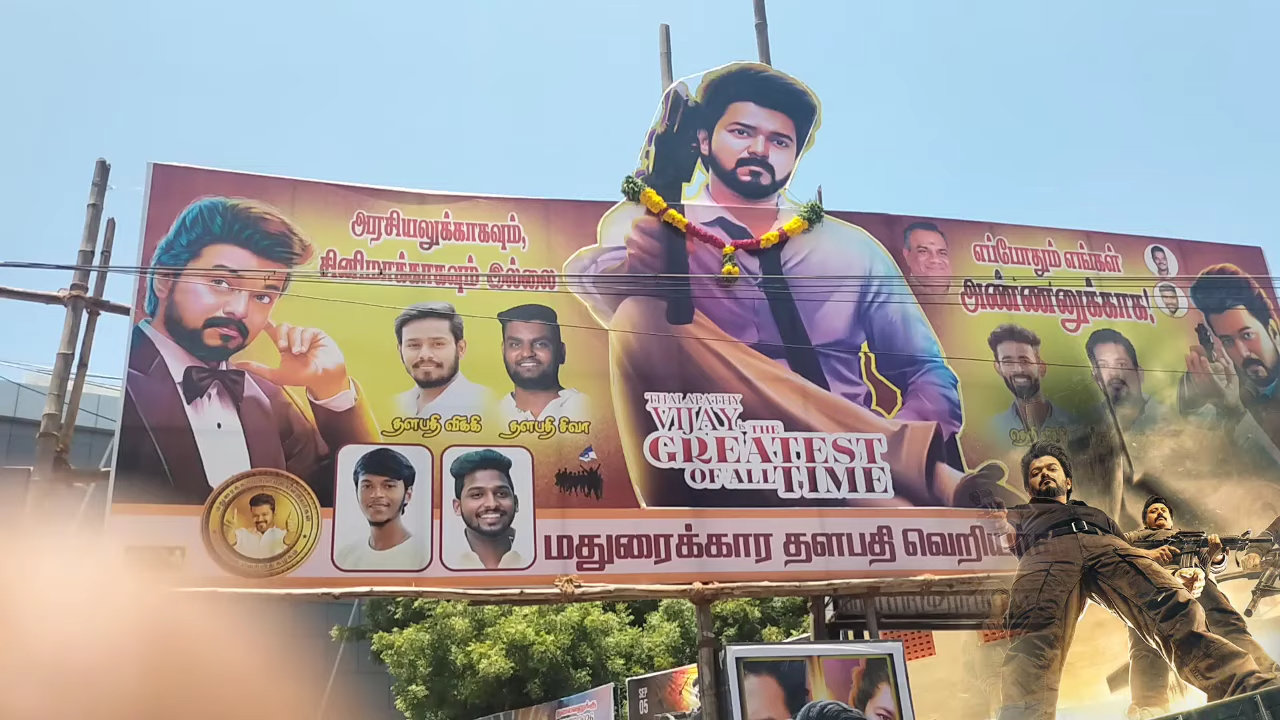 அரசியலுக்காகவும்,
சினிமாக்காகவும் இல்லை
எப்போதும் எங்கள்
அண்ணனுக்காக!
தளபதி விக்கி
தளபதி சிவா
THALAPATHY
VIJAY
IS THE
GREATEST
OF ALL TIME
மதுரைக்கார தளபதி
SEP
05